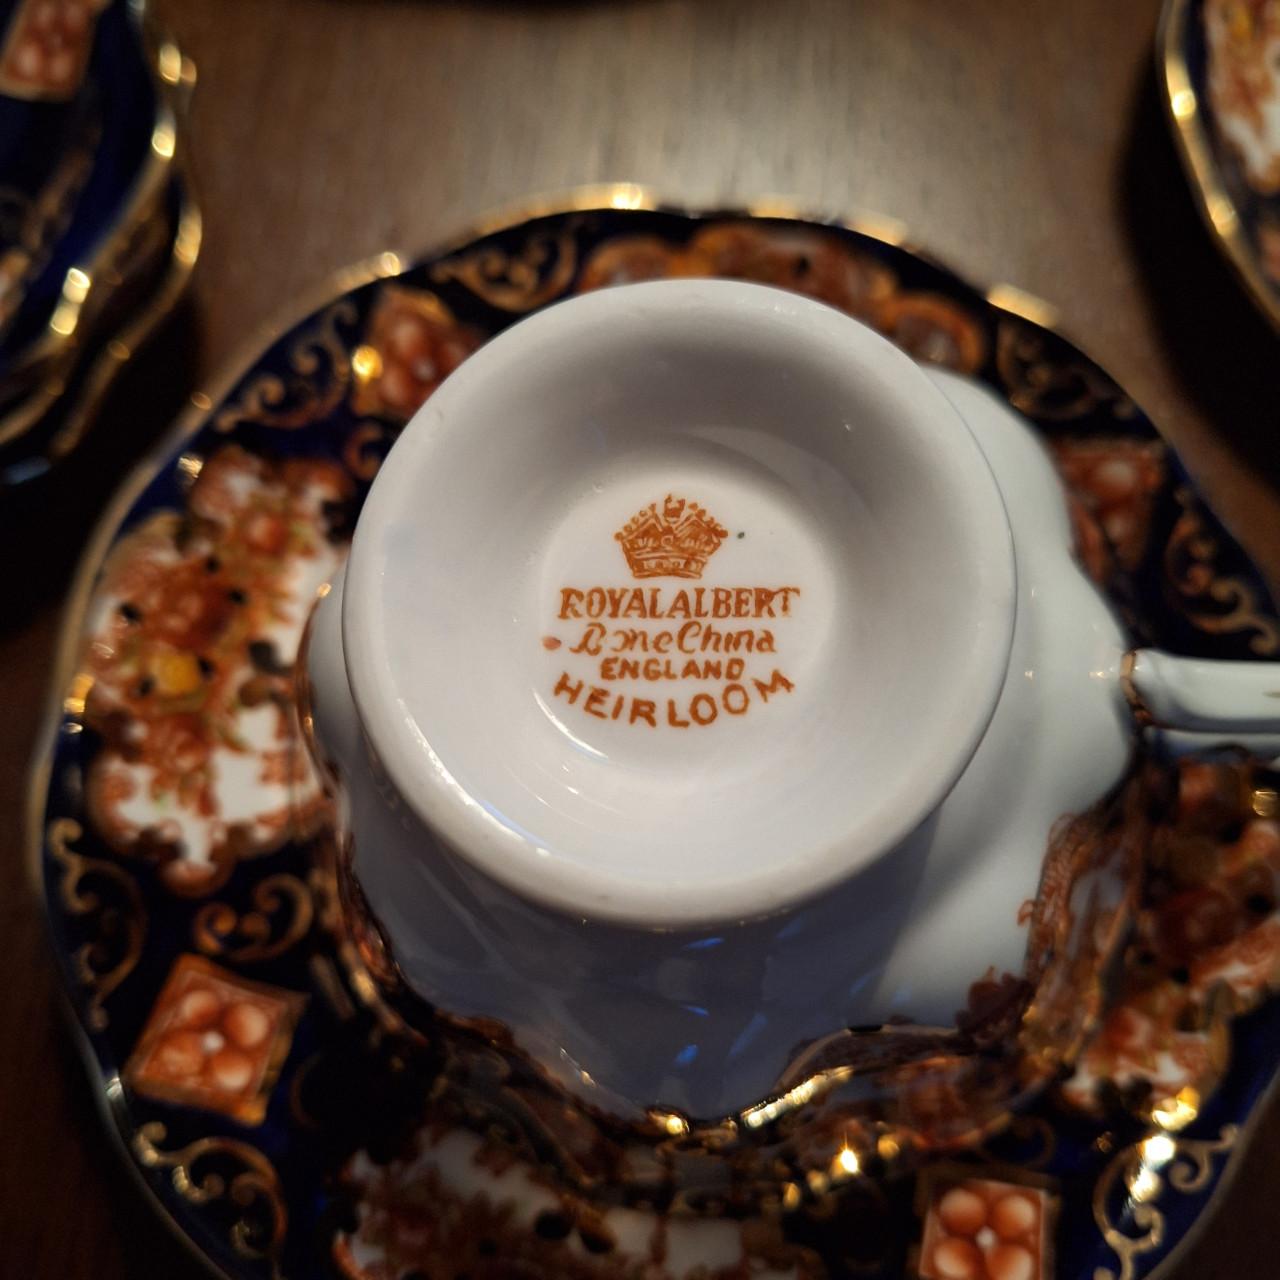 ROYAL ALBERT
Bone China
ENGLAND
HEIRLOOM